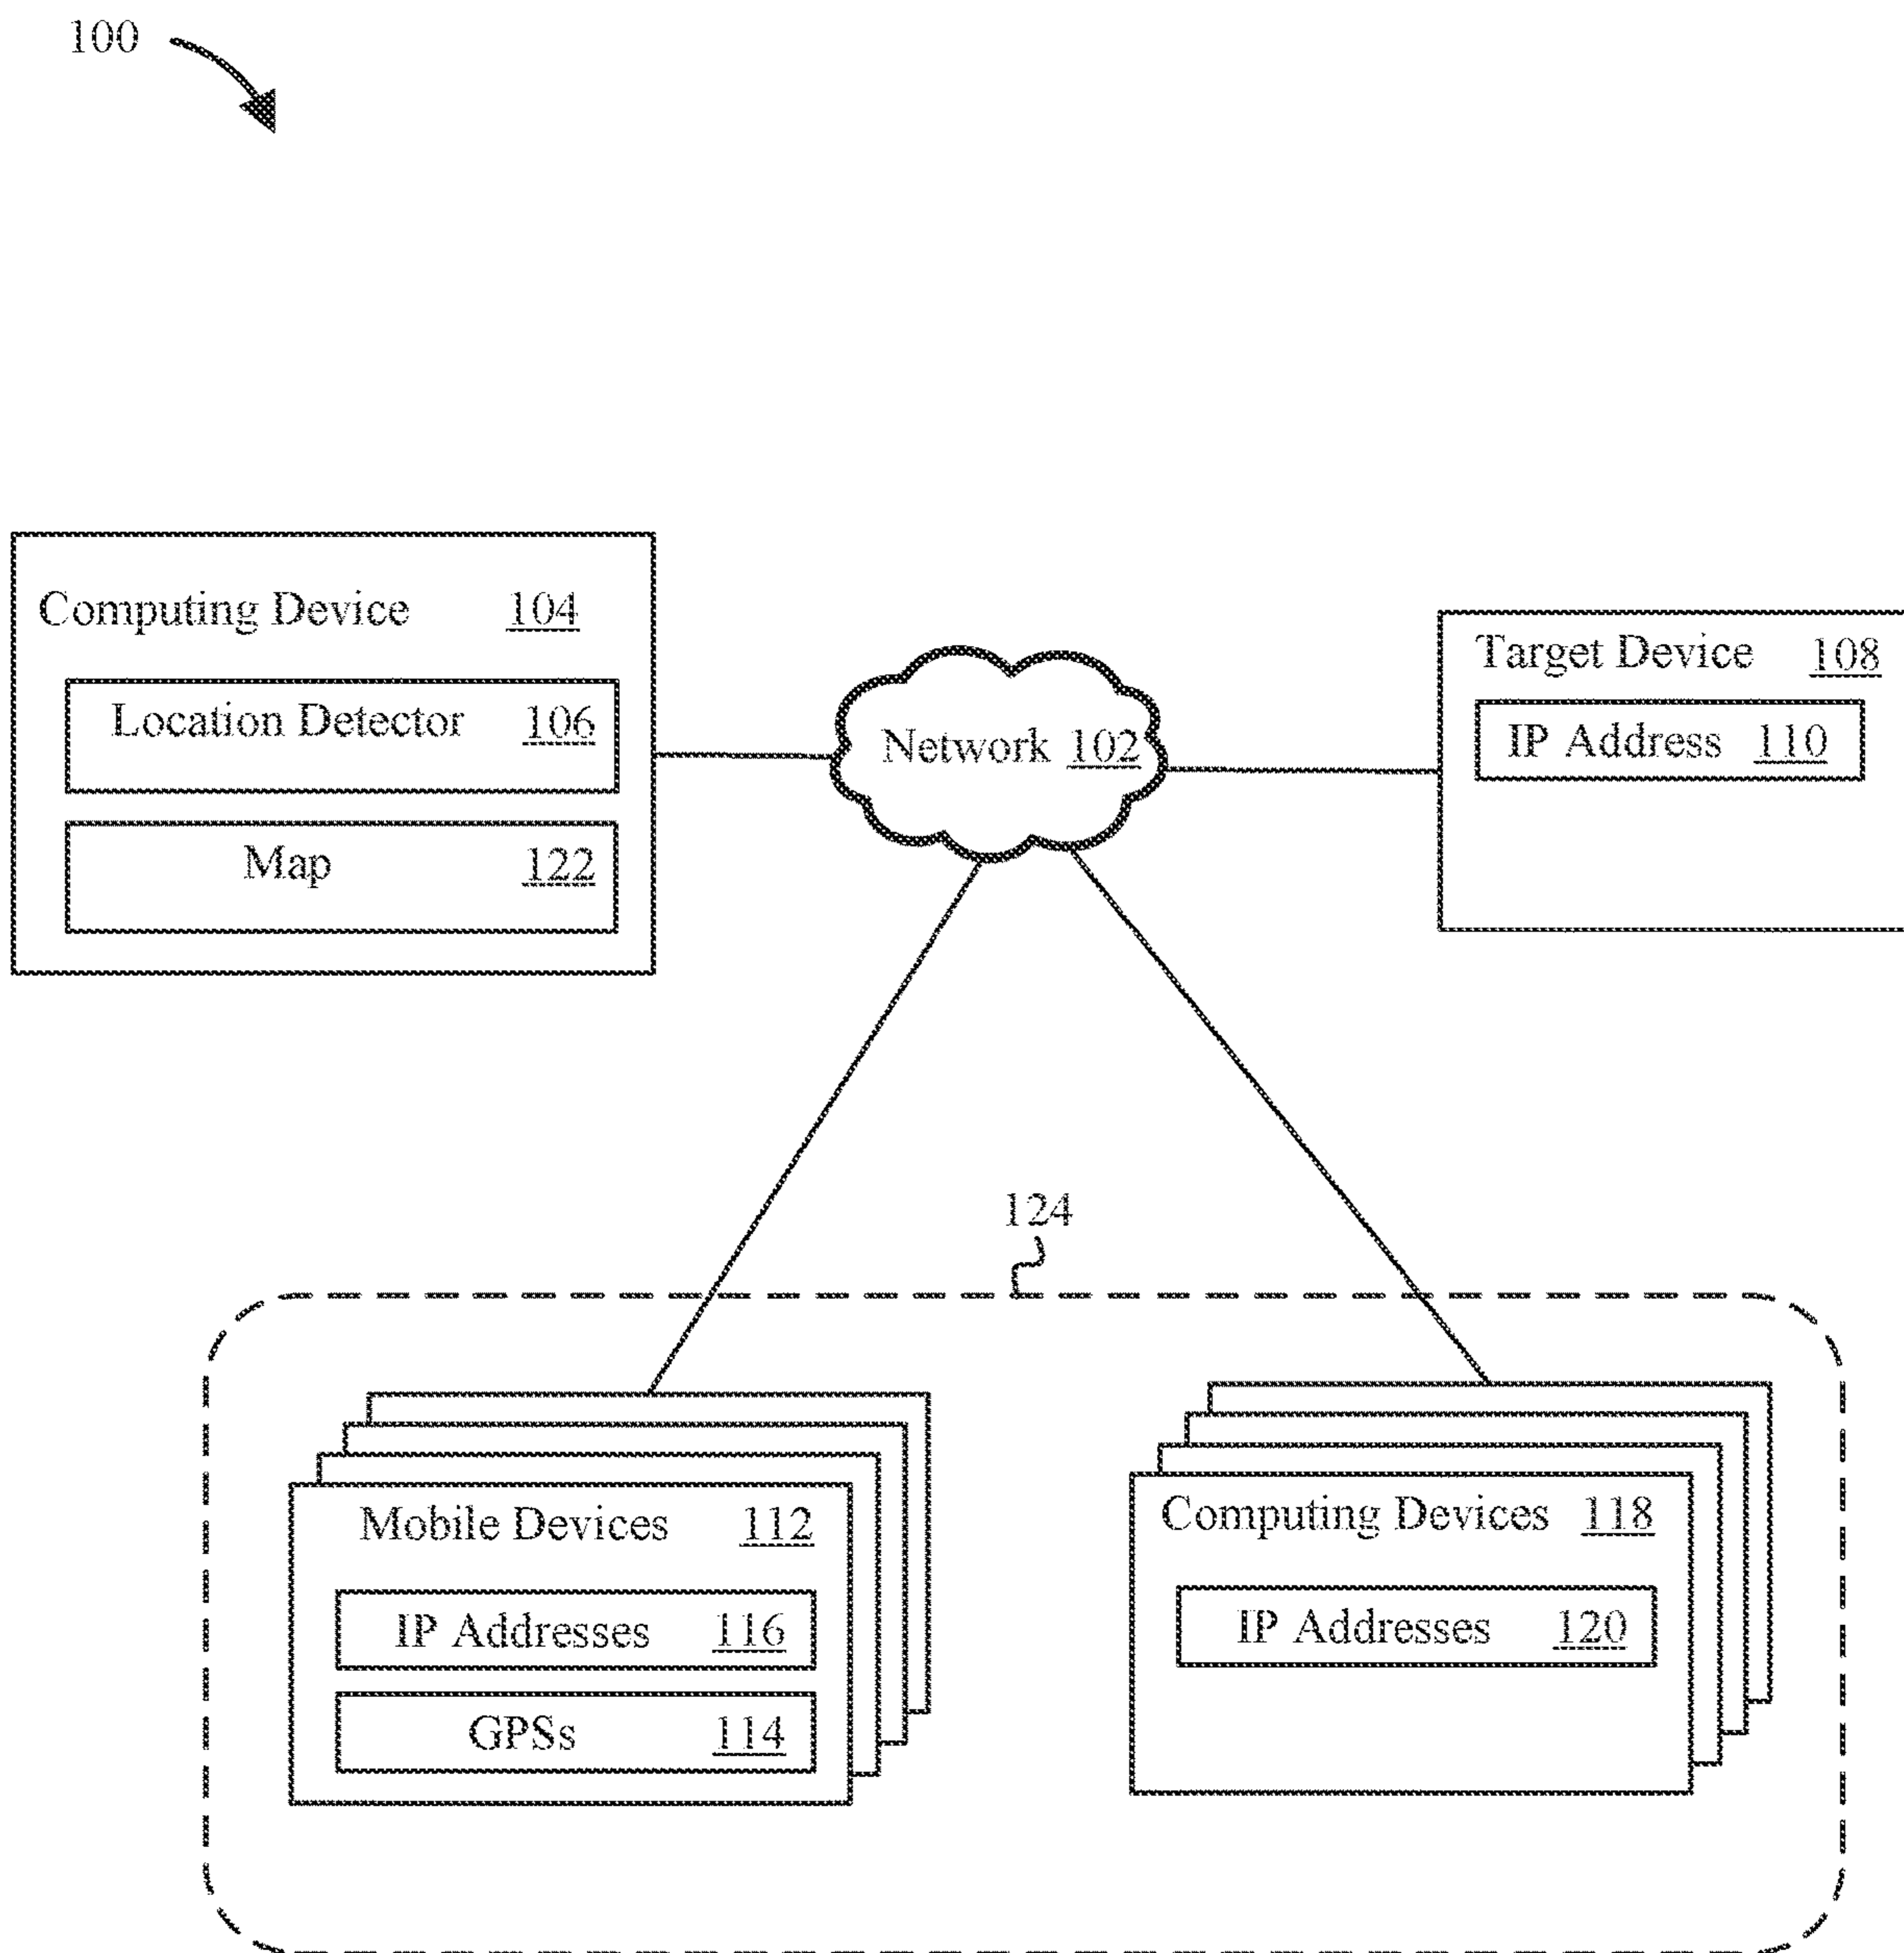 100
Computing Device 104
Location Detector 106
Map 122
Network 102
Target Device 108
IP Address 110
124
Mobile Devices 112
IP Addresses 116
GPSs 114
Computing Devices 118
IP Addresses 120